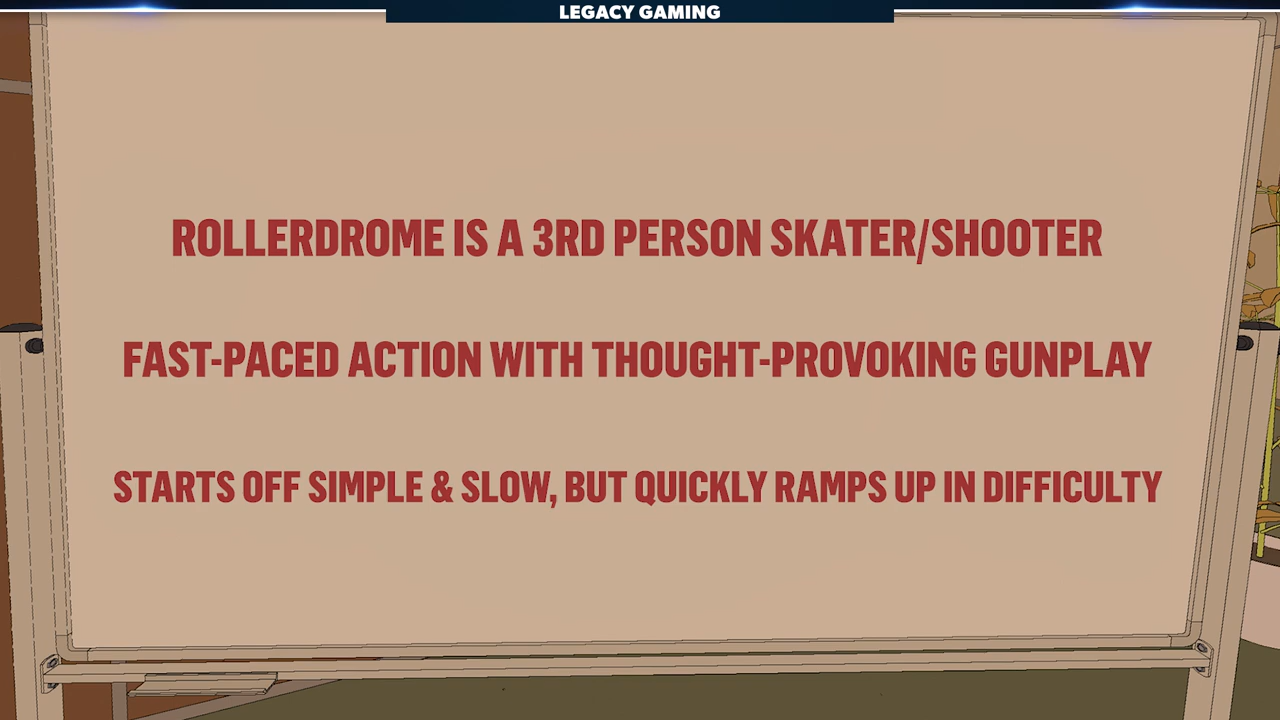 LEGACY GAMING
ROLLERDROME IS A 3RD PERSON SKATER/SHOOTER
FAST-PACED ACTION WITH THOUGHT-PROVOKING GUNPLAY
STARTS OFF SIMPLE & SLOW, BUT QUICKLY RAMPS UP IN DIFFICULTY